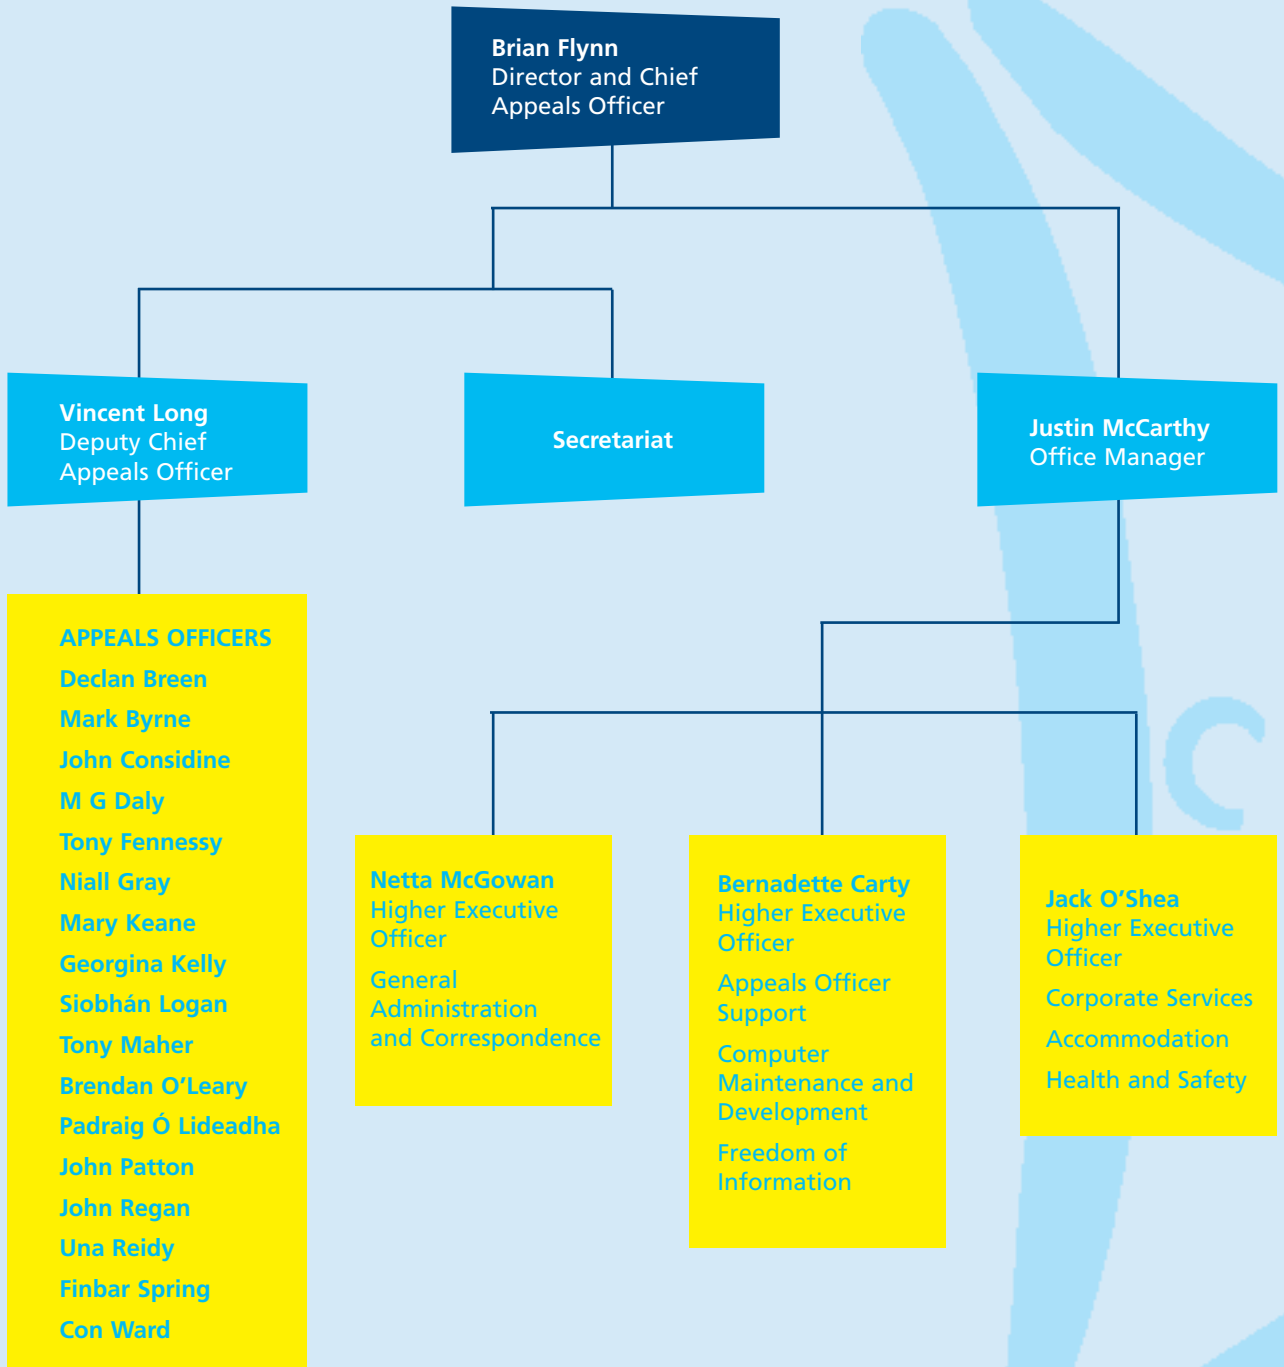 Brian Flynn
Director and Chief
Appeals Officer
Vincent Long
Deputy Chief
Appeals Officer
Secretariat
Justin McCarthy
Office Manager
APPEALS OFFICERS
Declan Breen
Mark Byrne
John Considine
M G Daly
Tony Fennessy
Niall Gray
Mary Keane
Georgina Kelly
Siobhán Logan
Tony Maher
Brendan O’Leary
Padraig Ó Lideadha
John Patton
John Regan
Una Reidy
Finbar Spring
Con Ward
Netta McGowan
Higher Executive
Officer
General
Administration
and Correspondence
Bernadette Carty
Higher Executive
Officer
Appeals Officer
Support
Computer
Maintenance and
Development
Freedom of
Information
Jack O’Shea
Higher Executive
Officer
Corporate Services
Accommodation
Health and Safety